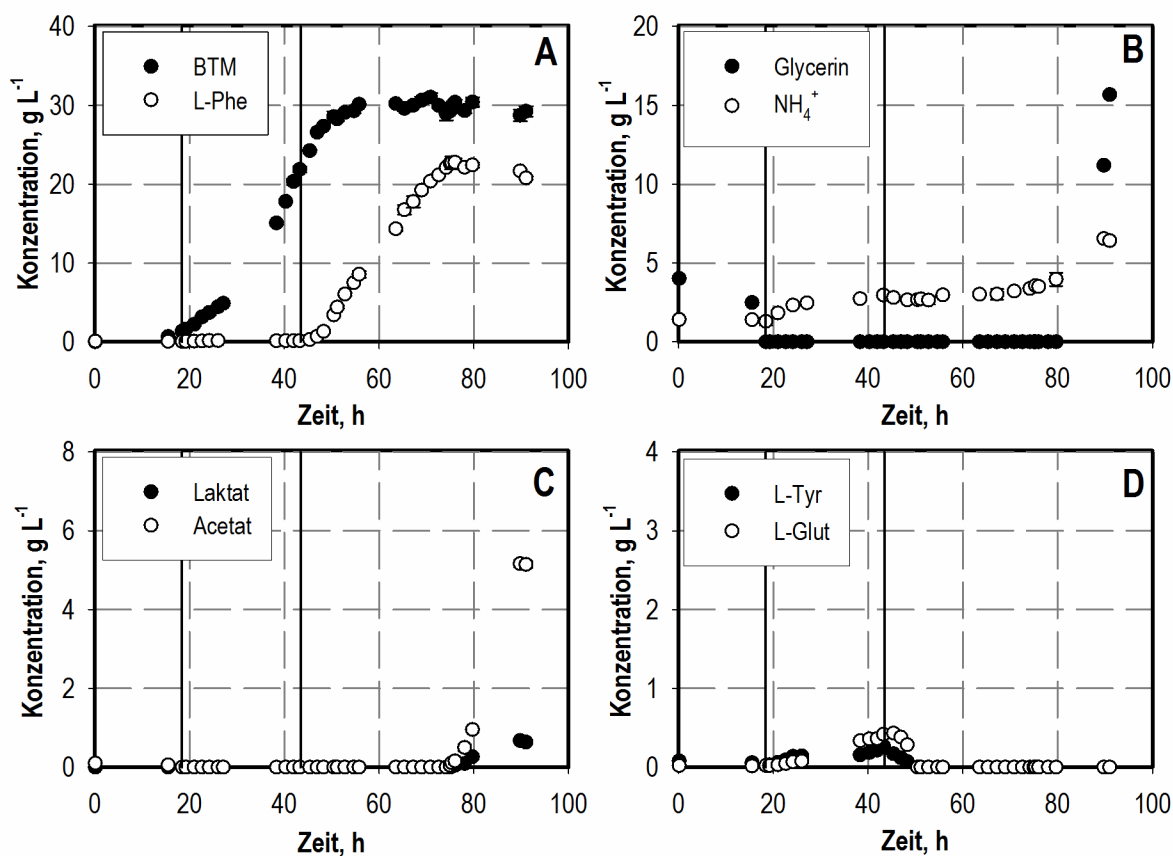 40
30
20
10
0
Konzentration, g L-1
BTM
L-Phe
A
0 20 40 60 80 100
Zeit, h
20
15
10
5
0
Konzentration, g L-1
Glycerin
NH4+
B
0 20 40 60 80 100
Zeit, h
8
6
4
2
0
Konzentration, g L-1
Laktat
Acetat
C
0 20 40 60 80 100
Zeit, h
4
3
2
1
0
Konzentration, g L-1
L-Tyr
L-Glut
D
0 20 40 60 80 100
Zeit, h